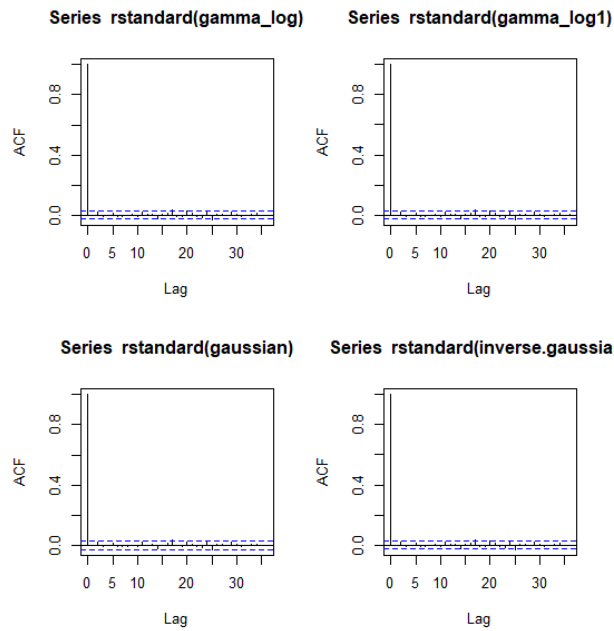 Series rstandard(gamma_log)
ACF
0.0 0.4 0.8
0 5 10 20 30
Lag
Series rstandard(gamma_log1)
ACF
0.0 0.4 0.8
0 5 10 20 30
Lag
Series rstandard(gaussian)
ACF
0.0 0.4 0.8
0 5 10 20 30
Lag
Series rstandard(inverse.gaussia
ACF
0.0 0.4 0.8
0 5 10 20 30
Lag